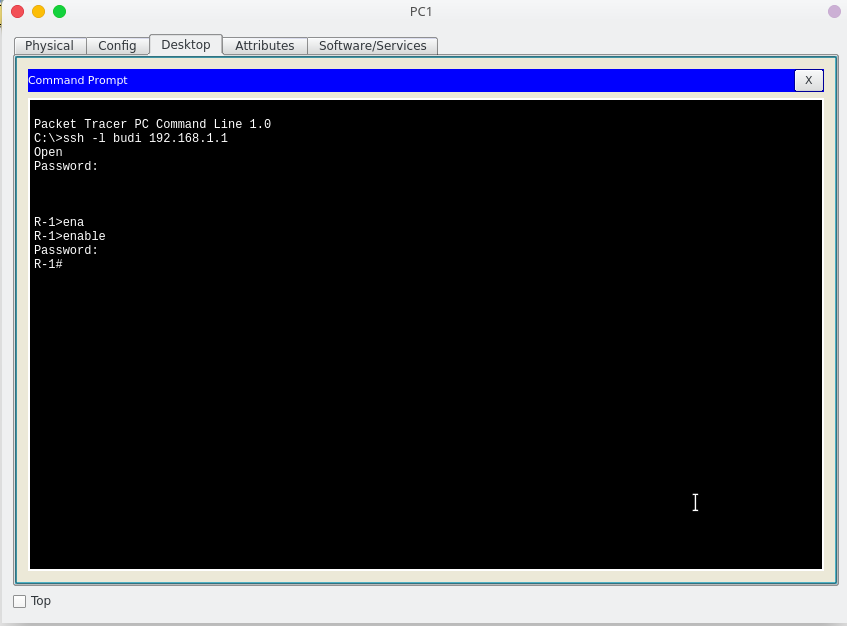 PC1
Physical Config Desktop Attributes Software/Services
Command Prompt X
Packet Tracer PC Command Line 1.0
C:\>ssh -l budi 192.168.1.1
Open
Password:
R-1>ena
R-1>enable
Password:
R-1#
Top